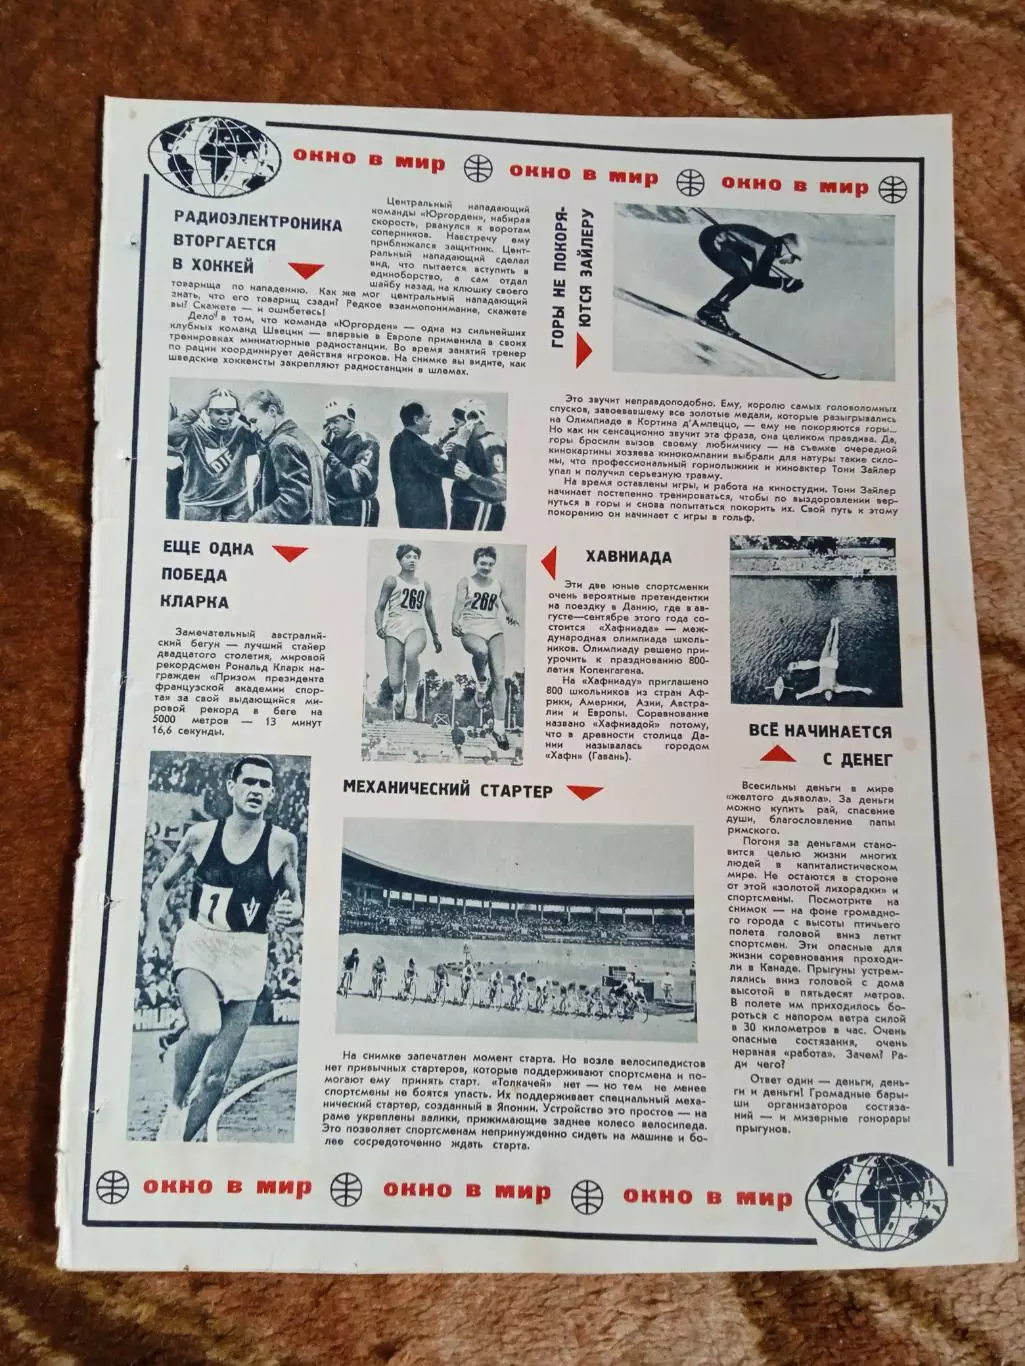 ОКНО В МИР ОКНО В МИР ОКНО В МИР
РАДИОЭЛЕКТРОНИКА
ВТОРГАЕТСЯ
В ХОККЕЙ
Центральный нападающий
команды «Юргорден», набирая
скорость, рванулся к воротам
соперников. Навстречу ему
приближался защитник. Цент-
ральный нападающий сделал
вид, что пытается вступить в
единоборство, а сам отдал
шайбу назад, на клюшку своего
товарища по нападению. Как же мог центральный нападающий
знать, что его товарищ сзади? Редкое взаимопонимание, скажете
вы? Скажете — и ошибетесь!
Дело в том, что команда «Юргорден» — одна из сильнейших
клубных команд Швеции — впервые в Европе применила в своих
тренировках миниатюрные радиостанции. Во время занятий тренер
по рации координирует действия игроков. На снимке вы видите, как
шведские хоккеисты закрепляют радиостанции в шлемах.
ГОРЫ НЕ ПОКОРЯ-
ЮТСЯ ЗАЙЛЕРУ
Это звучит неправдоподобно. Ему, королю самых головоломных
спусков, завоевавшему все золотые медали, которые разыгрывались
на Олимпиаде в Кортина д'Ампеццо, — ему не покоряются горы...
Но как ни сенсационно звучит эта фраза, она целиком правдива. Да,
горы бросили вызов своему любимчику — на съемке очередной
кинокартины хозяева кинокомпании выбрали для натуры такие скло-
ны, что профессиональный горнолыжник и киноактер Тони Зайлер
упал и получил серьезную травму.
На время оставлены игры, и работа на киностудии. Тони Зайлер
начинает постепенно тренироваться, чтобы по выздоровлении вер-
нуться в горы и снова попытаться покорить их. Свой путь к этому
покорению он начинает с игры в гольф.
ЕЩЕ ОДНА
ПОБЕДА
КЛАРКА
Замечательный австралий-
ский бегун — лучший стайер
двадцатого столетия, мировой
рекордсмен Рональд Кларк на-
гражден «Призом президента
французской академии спор-
та» за свой выдающийся ми-
ровой рекорд в беге на
5000 метров — 13 минут
16,6 секунды.
269 268
1 V
ХАВНИАДА
Эти две юные спортсменки
очень вероятные претендентки
на поездку в Данию, где в ав-
густе—сентябре этого года со-
стоится «Хафниада» — меж-
дународная олимпиада школь-
ников. Олимпиаду решено при-
урочить к празднованию 800-
летия Копенгагена.
На «Хафниаду» приглашено
800 школьников из стран Аф-
рики, Америки, Азии, Австра-
лии и Европы. Соревнование
названо «Хафниадой» потому,
что в древности столица Да-
нии называлась городом
«Хафн» (Гавань).
МЕХАНИЧЕСКИЙ СТАРТЕР
На снимке запечатлен момент старта. Но возле велосипедистов
нет привычных стартеров, которые поддерживают спортсмена и по-
могают ему принять старт. «Толкачей» нет — но тем не менее
спортсмены не боятся упасть. Их поддерживает специальный меха-
нический стартер, созданный в Японии. Устройство это простое — на
раме укреплены валики, прижимающие заднее колесо велосипеда.
Это позволяет спортсменам непринужденно сидеть на машине и бо-
лее сосредоточенно ждать старта.
ВСЁ НАЧИНАЕТСЯ
С ДЕНЕГ
Всесильны деньги в мире
«желтого дьявола». За деньги
можно купить рай, спасение
души, благословление папы
римского.
Погоня за деньгами стано-
вится целью жизни многих
людей в капиталистическом
мире. Не остаются в стороне
от этой «золотой лихорадки» и
спортсмены. Посмотрите на
снимок — на фоне громадно-
го города с высоты птичьего
полета головой вниз летит
спортсмен. Эти опасные для
жизни соревнования проходи-
ли в Канаде. Прыгуны устрем-
лялись вниз головой с дома
высотой в пятьдесят метров.
В полете им приходилось бо-
роться с напором ветра силой
в 30 километров в час. Очень
опасные состязания, очень
нервная «работа». Зачем? Ра-
ди чего?
Ответ один — деньги, день-
ги и деньги! Громадные бары-
ши организаторов состяза-
ний — и мизерные гонорары
прыгунов.
ОКНО В МИР ОКНО В МИР ОКНО В МИР